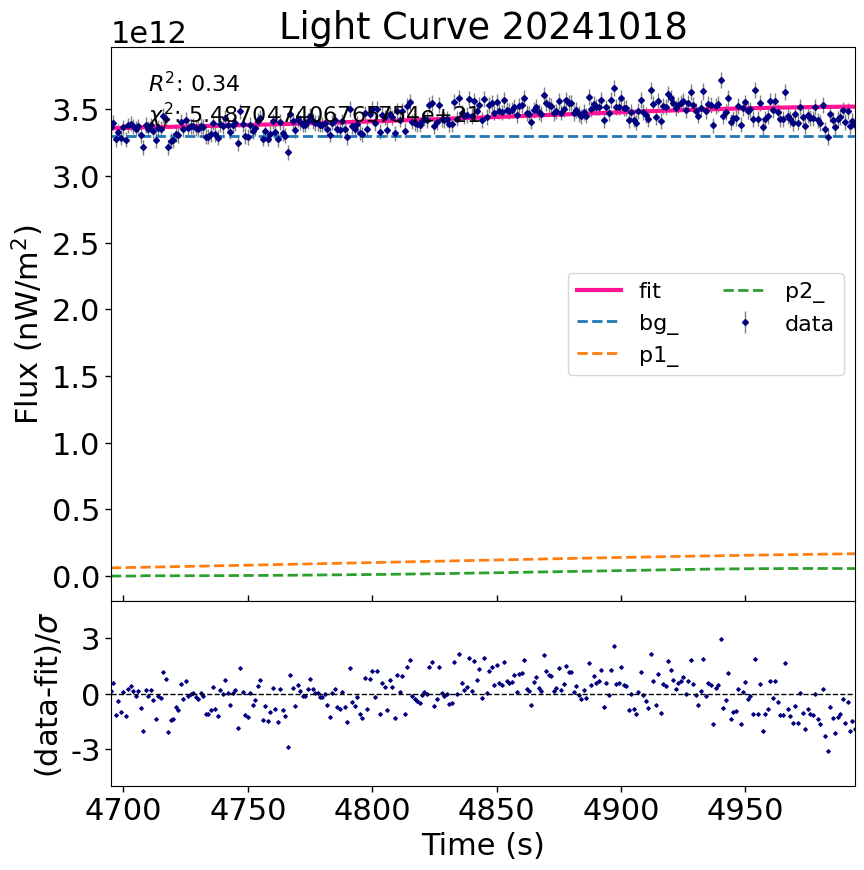 Light Curve 20241018
1e12
R²: 0.34
χ²: 5.487047406765754e+21
3.5
3.0
2.5
2.0
1.5
1.0
0.5
0.0
Flux (nW/m²)
fit
bg_
p1_
p2_
data
3
0
-3
(data-fit)/σ
4700 4750 4800 4850 4900 4950
Time (s)